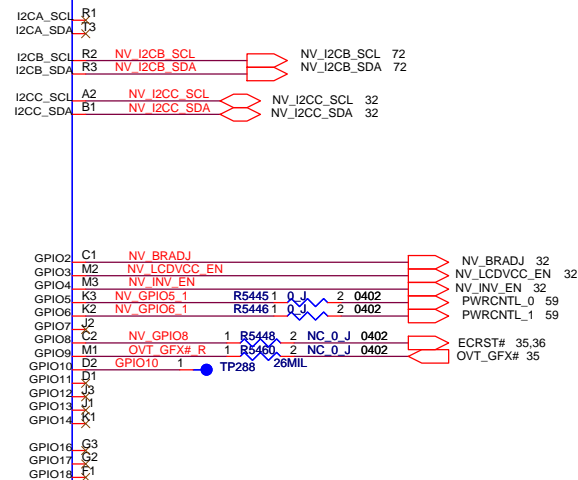 I2CA_SCL R1
I2CA_SDA T3
I2CB_SCL R2 NV_I2CB_SCL NV_I2CB_SCL 72
I2CB_SDA R3 NV_I2CB_SDA NV_I2CB_SDA 72
I2CC_SCL A2 NV_I2CC_SCL NV_I2CC_SCL 32
I2CC_SDA B1 NV_I2CC_SDA NV_I2CC_SDA 32
GPIO2 C1 NV_BRADJ NV_BRADJ 32
GPIO3 M2 NV_LCDVCC_EN NV_LCDVCC_EN 32
GPIO4 M3 NV_INV_EN NV_INV_EN 32
GPIO5 K3 NV_GPIO5_1 R5445 1 0_J 2 0402 PWRCNTL_0 59
GPIO6 K2 NV_GPIO6_1 R5446 1 0_J 2 0402 PWRCNTL_1 59
GPIO7 J2
GPIO8 C2 NV_GPIO8 1 R5448 2 NC_0_J 0402 ECRST# 35,36
GPIO9 M1 OVT_GFX#_R 1 R5460 2 NC_0_J 0402 OVT_GFX# 35
GPIO10 D2 GPIO10 1 TP288 26MIL
GPIO11 D1
GPIO12 J3
GPIO13 J1
GPIO14 K1
GPIO16 G3
GPIO17 G2
GPIO18 F1